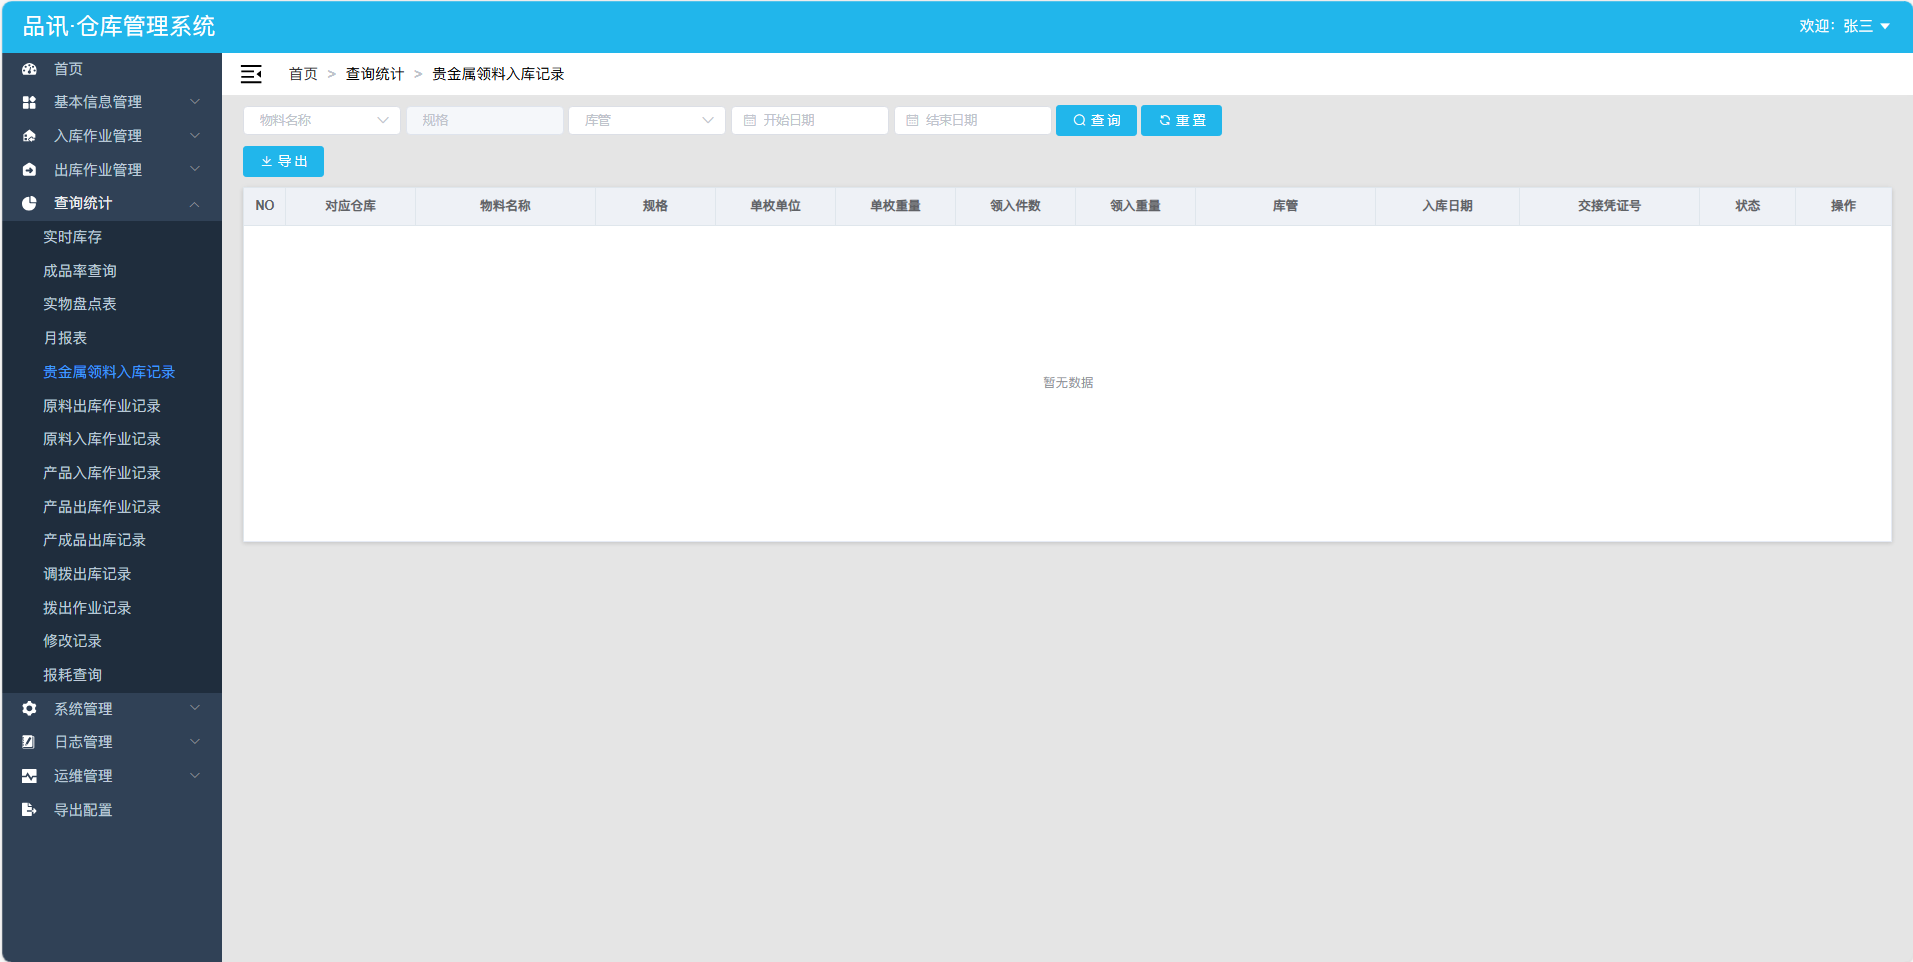 品讯·仓库管理系统
欢迎：张三
首页
基本信息管理
入库作业管理
出库作业管理
查询统计
实时库存
成品率查询
实物盘点表
月报表
贵金属领料入库记录
原料出库作业记录
原料入库作业记录
产品入库作业记录
产品出库作业记录
产成品出库记录
调拨出库记录
拨出作业记录
修改记录
报耗查询
系统管理
日志管理
运维管理
导出配置
首页 > 查询统计 > 贵金属领料入库记录
物料名称 规格 库管 开始日期 结束日期 查询 重置
导出
NO 对应仓库 物料名称 规格 单枚单位 单枚重量 领入件数 领入重量 库管 入库日期 交接凭证号 状态 操作
暂无数据